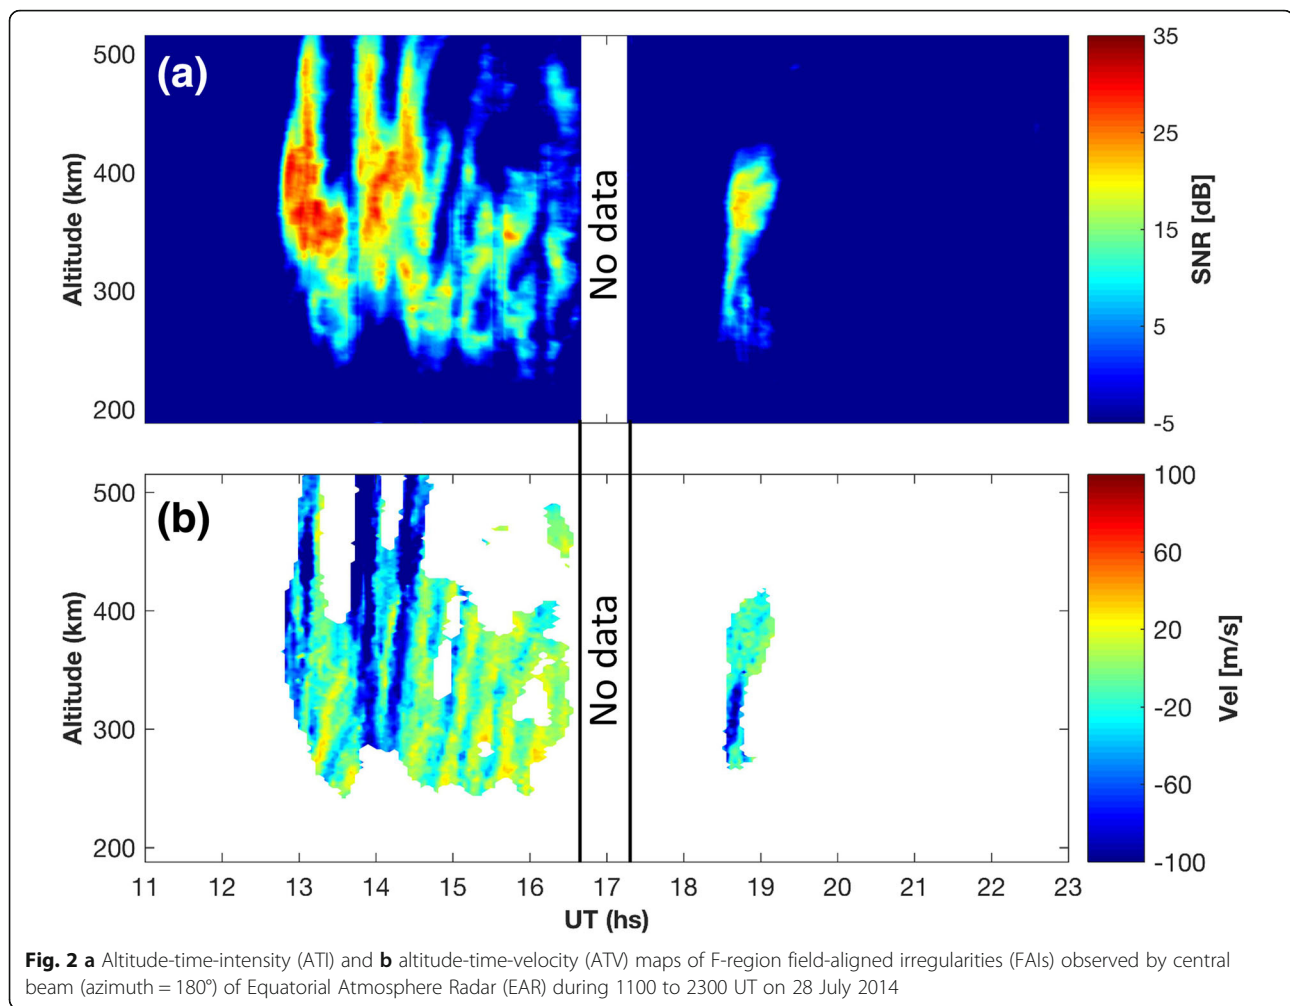 (a)
500
400
300
200
Altitude (km)
No data
35
25
15
5
-5
SNR [dB]
(b)
500
400
300
200
Altitude (km)
No data
100
60
20
-20
-60
-100
Vel [m/s]
11 12 13 14 15 16 17 18 19 20 21 22 23
UT (hs)
Fig. 2 a Altitude-time-intensity (ATI) and b altitude-time-velocity (ATV) maps of F-region field-aligned irregularities (FAIs) observed by central
beam (azimuth = 180°) of Equatorial Atmosphere Radar (EAR) during 1100 to 2300 UT on 28 July 2014